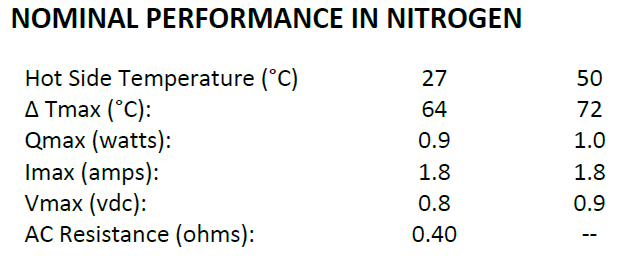 NOMINAL PERFORMANCE IN NITROGEN
Hot Side Temperature (°C) 27 50
Δ Tmax (°C): 64 72
Qmax (watts): 0.9 1.0
Imax (amps): 1.8 1.8
Vmax (vdc): 0.8 0.9
AC Resistance (ohms): 0.40 --